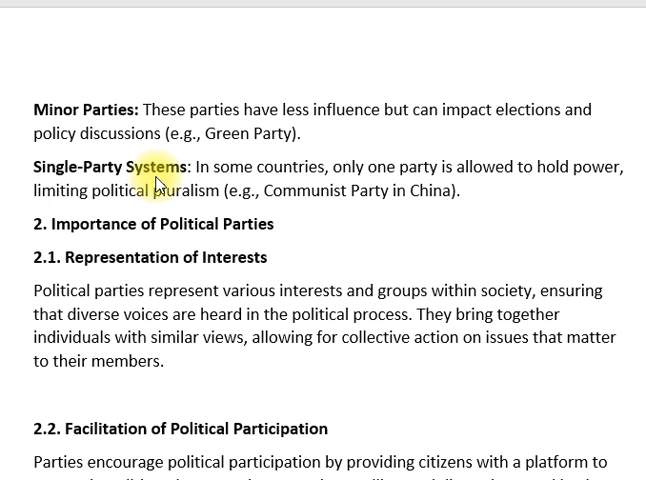 Minor Parties: These parties have less influence but can impact elections and
policy discussions (e.g., Green Party).
Single-Party Systems: In some countries, only one party is allowed to hold power,
limiting political pluralism (e.g., Communist Party in China).
2. Importance of Political Parties
2.1. Representation of Interests
Political parties represent various interests and groups within society, ensuring
that diverse voices are heard in the political process. They bring together
individuals with similar views, allowing for collective action on issues that matter
to their members.
2.2. Facilitation of Political Participation
Parties encourage political participation by providing citizens with a platform to